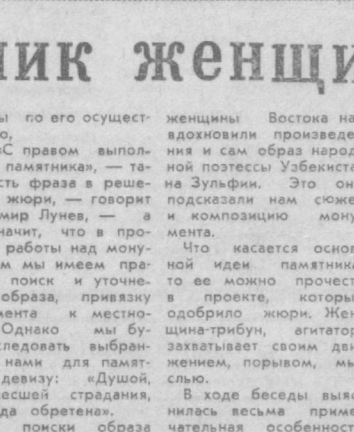 ник женщи
ы по его осущест-
о,
«С правом выпол-
памятника», — та-
сть фраза в реше-
жюри, — говорит
мир Лунев, — а
начит, что в про-
работы над мону-
м мы имеем пра-
поиск и уточне-
образа, привязку
мента к местно-
Однако мы бу-
следовать выбран-
нами для памят-
девизу: «Душой,
несшей страдания,
да обретена».
поиски образа
женщины Востока на
вдохновили произведе
ния и сам образ народ
ной поэтессы Узбекиста
на Зульфии. Это он
подсказали нам сюже
и композицию мону
мента.
Что касается основ
ной идеи памятника
то ее можно прочест
в проекте, которы
одобрило жюри. Жен
щина-трибун, агитатор
захватывает своим дви
жением, порывом, мы
слью.
В ходе беседы выяс
нилась весьма приме
чательная особенност